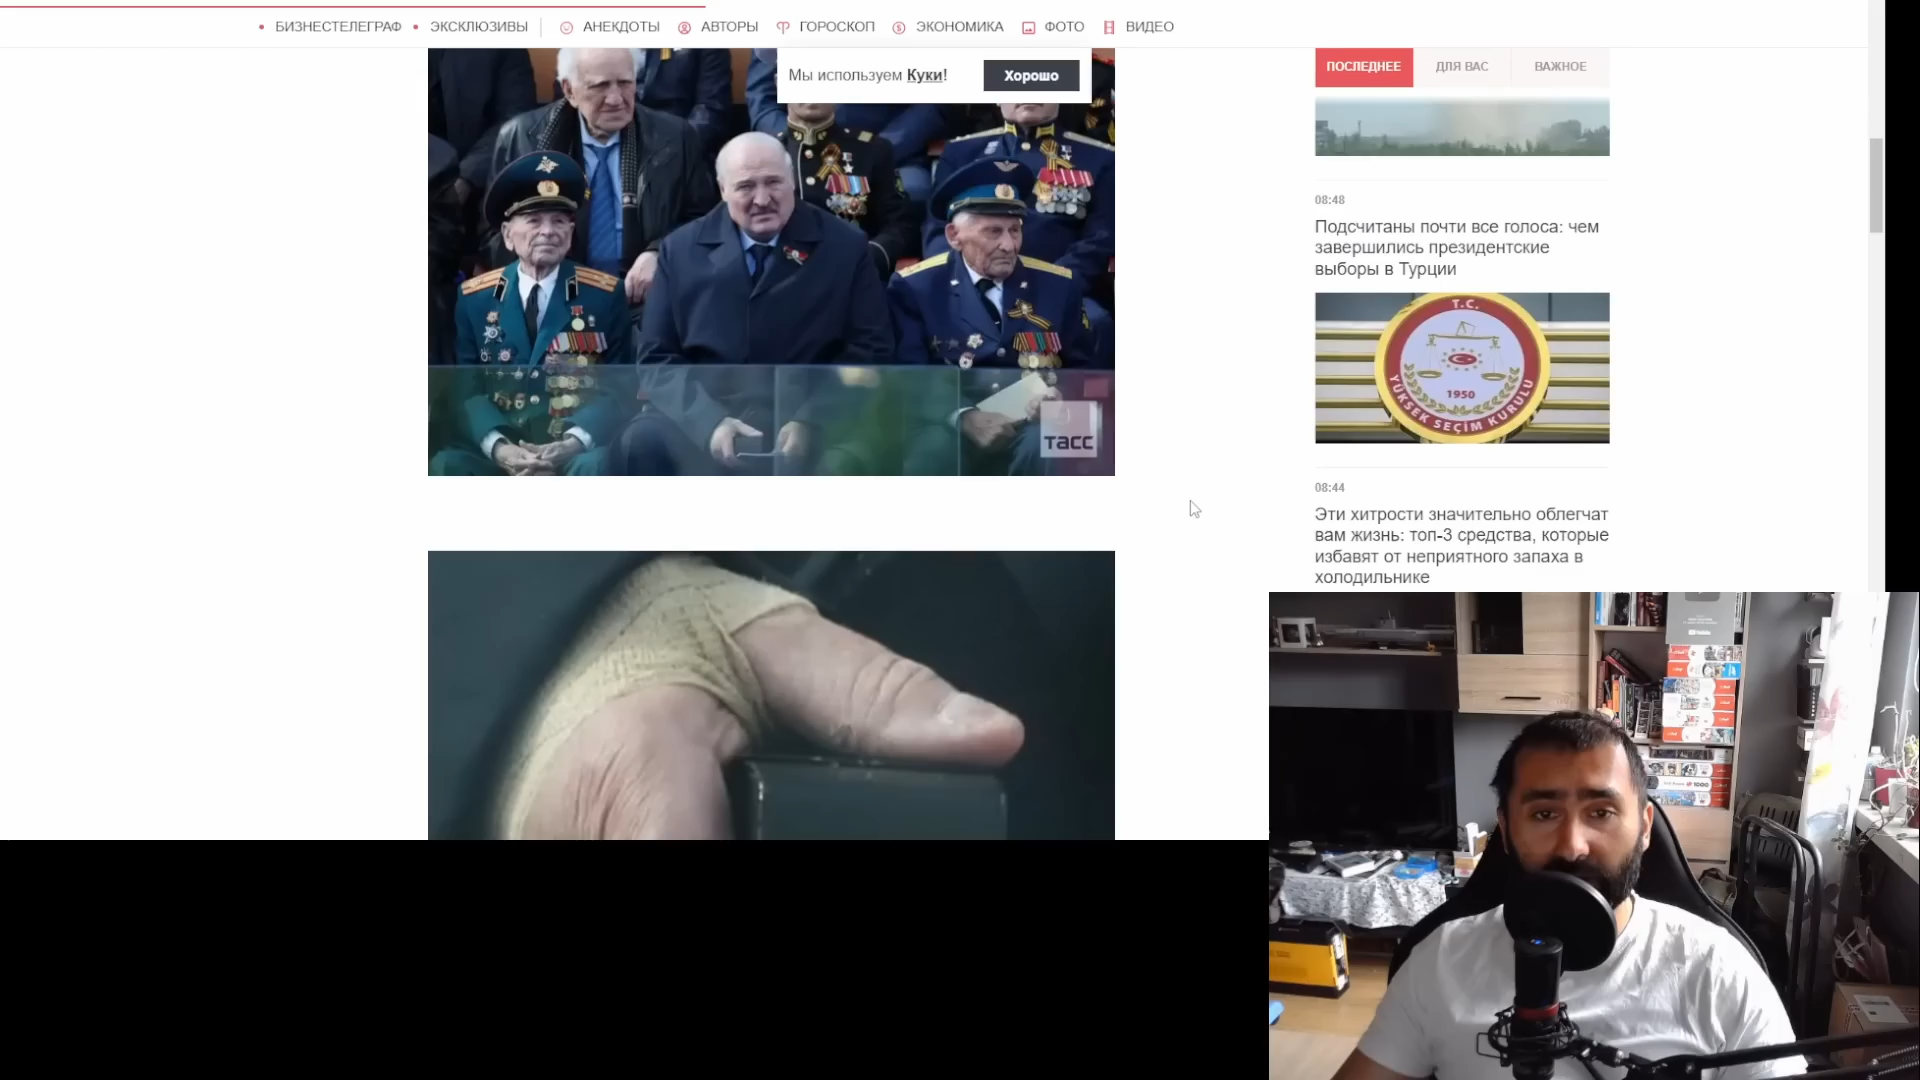 БИЗНЕСТЕЛЕГРАФ
ЭКСКЛЮЗИВЫ
АНЕКДОТЫ
АВТОРЫ
ГОРОСКОП
ЭКОНОМИКА
ФОТО
ВИДЕО
Мы используем Куки!
Хорошо
ТАСС
ПОСЛЕДНЕЕ
ДЛЯ ВАС
ВАЖНОЕ
08:48
Подсчитаны почти все голоса: чем
завершились президентские
выборы в Турции
T.C.
1950
YÜKSEK SEÇİM KURULU
08:44
Эти хитрости значительно облегчат
вам жизнь: топ-3 средства, которые
избавят от неприятного запаха в
холодильнике